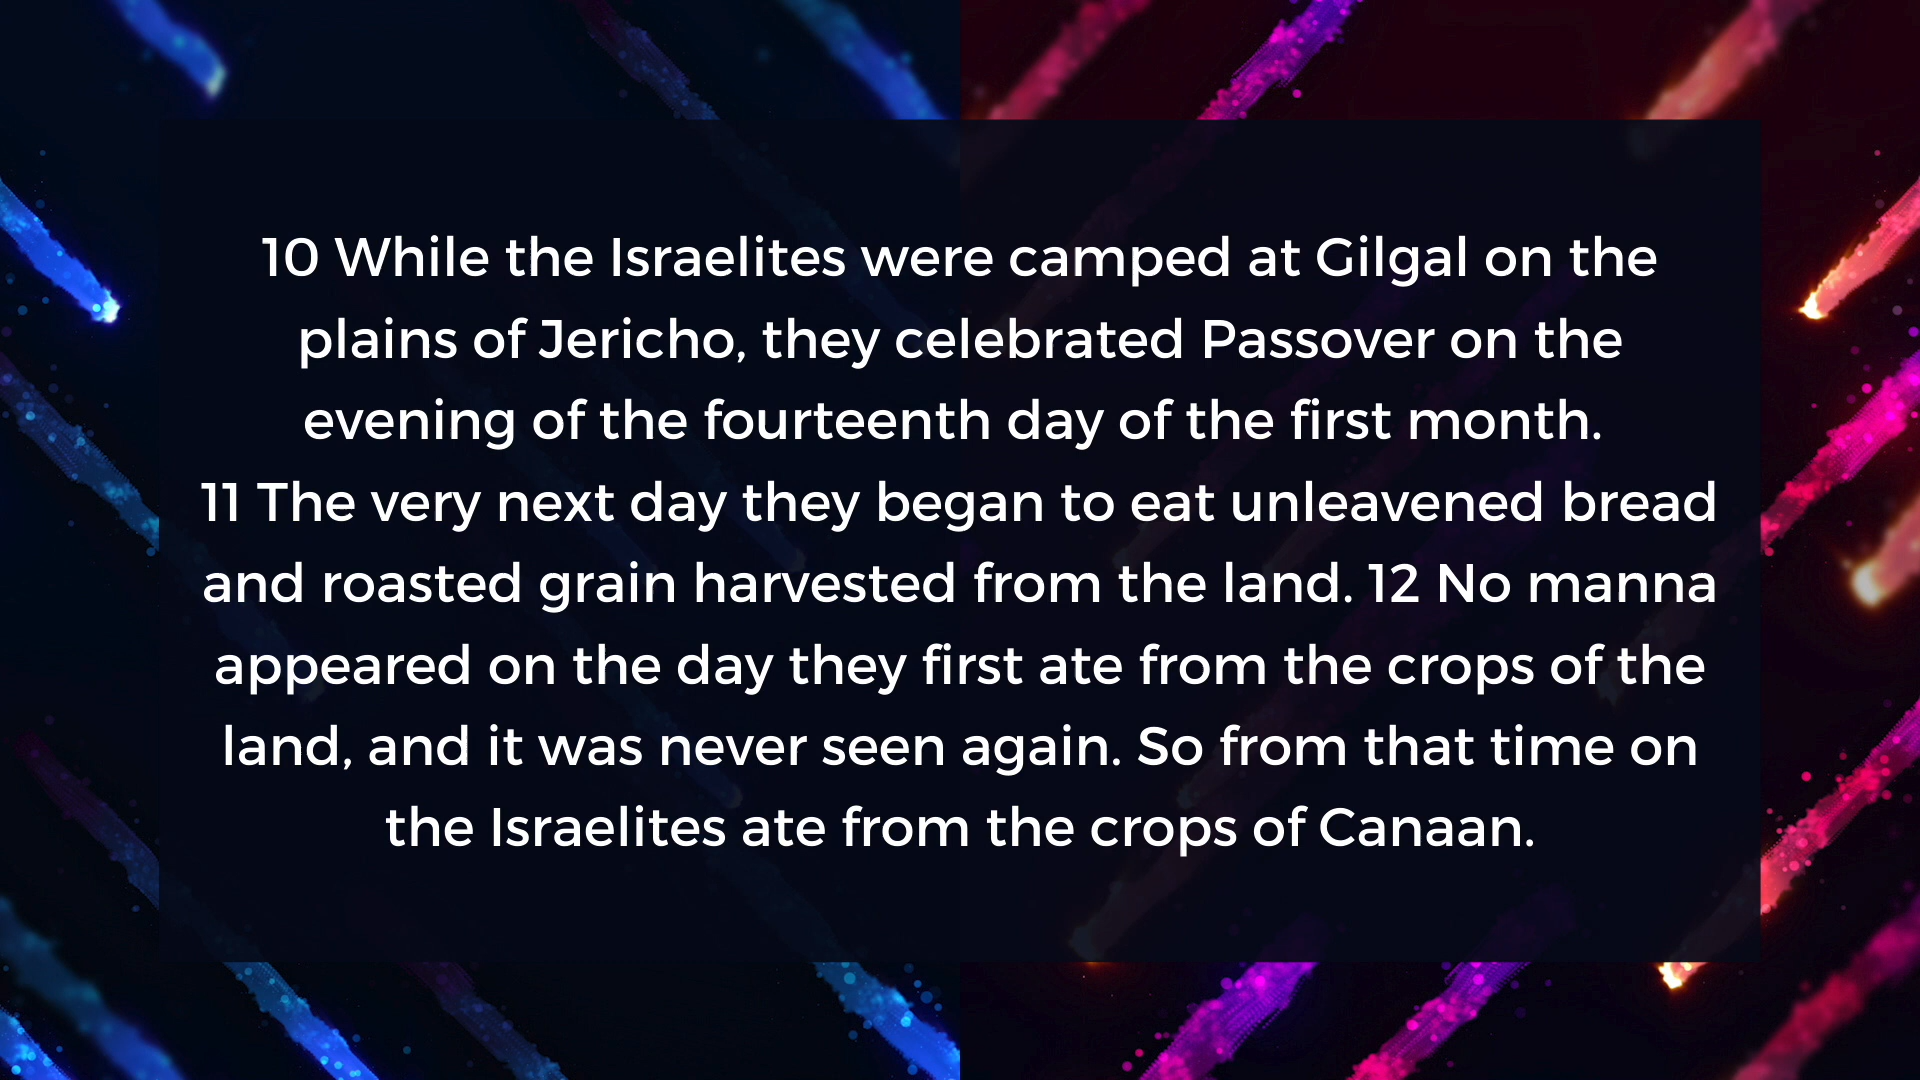 10 While the Israelites were camped at Gilgal on the
plains of Jericho, they celebrated Passover on the
evening of the fourteenth day of the first month.
11 The very next day they began to eat unleavened bread
and roasted grain harvested from the land. 12 No manna
appeared on the day they first ate from the crops of the
land, and it was never seen again. So from that time on
the Israelites ate from the crops of Canaan.